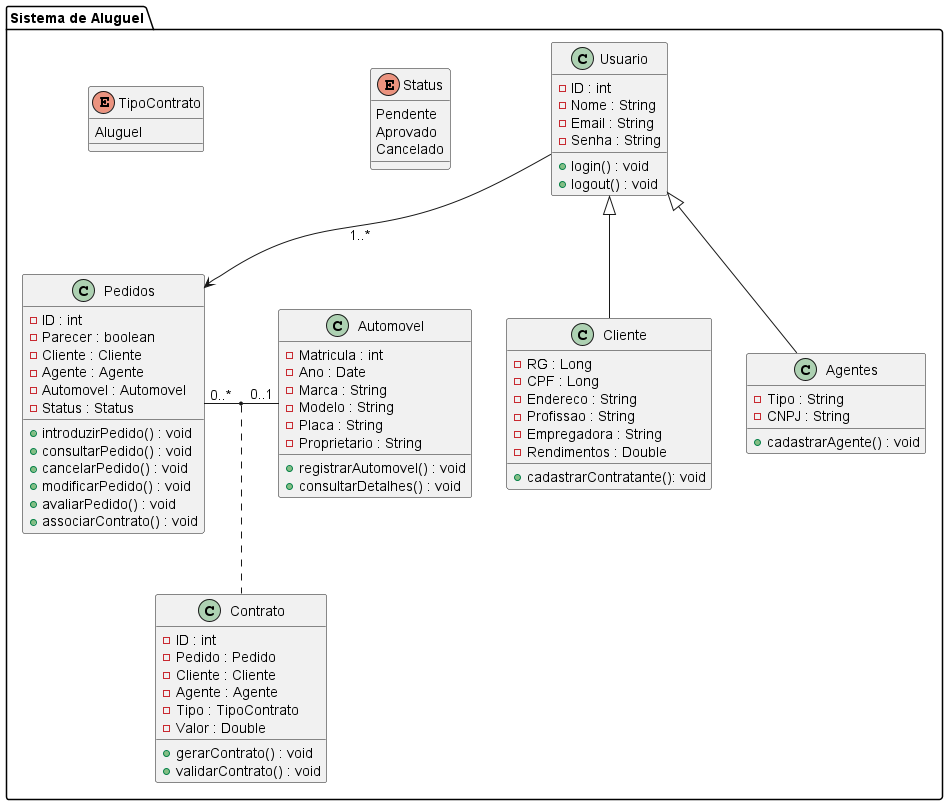 Sistema de Aluguel
E TipoContrato
Aluguel
E Status
Pendente
Aprovado
Cancelado
C Usuario
ID : int
Nome : String
Email : String
Senha : String
login() : void
logout() : void
1..*
C Pedidos
ID : int
Parecer : boolean
Cliente : Cliente
Agente : Agente
Automovel : Automovel
Status : Status
introduzirPedido() : void
consultarPedido() : void
cancelarPedido() : void
modificarPedido() : void
avaliarPedido() : void
associarContrato() : void
0..*
0..1
C Automovel
Matricula : int
Ano : Date
Marca : String
Modelo : String
Placa : String
Proprietario : String
registrarAutomovel() : void
consultarDetalhes() : void
C Cliente
RG : Long
CPF : Long
Endereco : String
Profissao : String
Empregadora : String
Rendimentos : Double
cadastrarContratante(): void
C Agentes
Tipo : String
CNPJ : String
cadastrarAgente() : void
C Contrato
ID : int
Pedido : Pedido
Cliente : Cliente
Agente : Agente
Tipo : TipoContrato
Valor : Double
gerarContrato() : void
validarContrato() : void